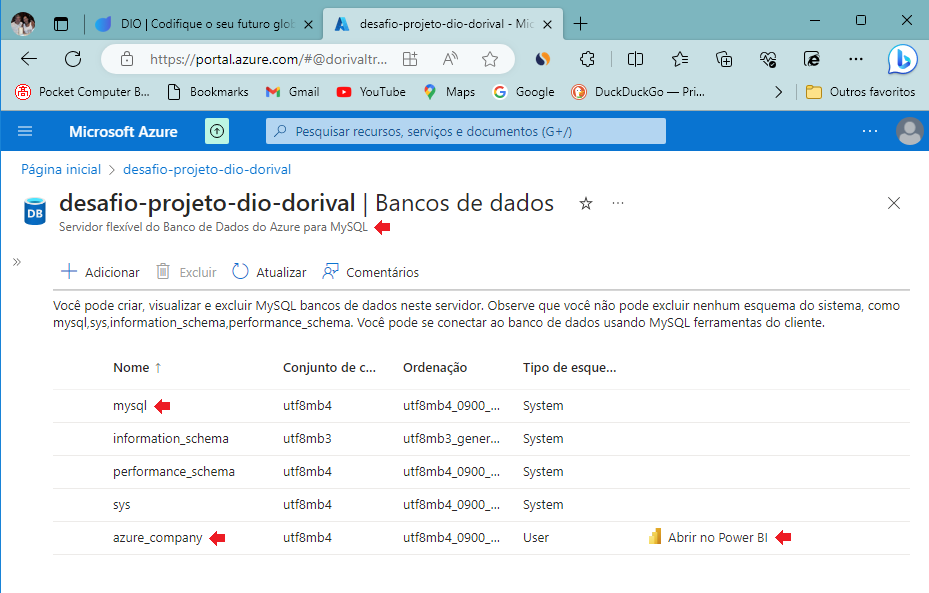 DIO | Codifique o seu futuro glob
desafio-projeto-dio-dorival - Mic
https://portal.azure.com/#@dorivaltr...
Pocket Computer B... Bookmarks Gmail YouTube Maps Google DuckDuckGo — Pri... Outros favoritos
Microsoft Azure
Pesquisar recursos, serviços e documentos (G+/)
Página inicial > desafio-projeto-dio-dorival
desafio-projeto-dio-dorival | Bancos de dados
Servidor flexível do Banco de Dados do Azure para MySQL
Adicionar Excluir Atualizar Comentários
Você pode criar, visualizar e excluir MySQL bancos de dados neste servidor. Observe que você não pode excluir nenhum esquema do sistema, como
mysql,sys,information_schema,performance_schema. Você pode se conectar ao banco de dados usando MySQL ferramentas do cliente.
Nome ↑ Conjunto de c... Ordenação Tipo de esque...
mysql utf8mb4 utf8mb4_0900_... System
information_schema utf8mb3 utf8mb3_gener... System
performance_schema utf8mb4 utf8mb4_0900_... System
sys utf8mb4 utf8mb4_0900_... System
azure_company utf8mb4 utf8mb4_0900_... User Abrir no Power BI